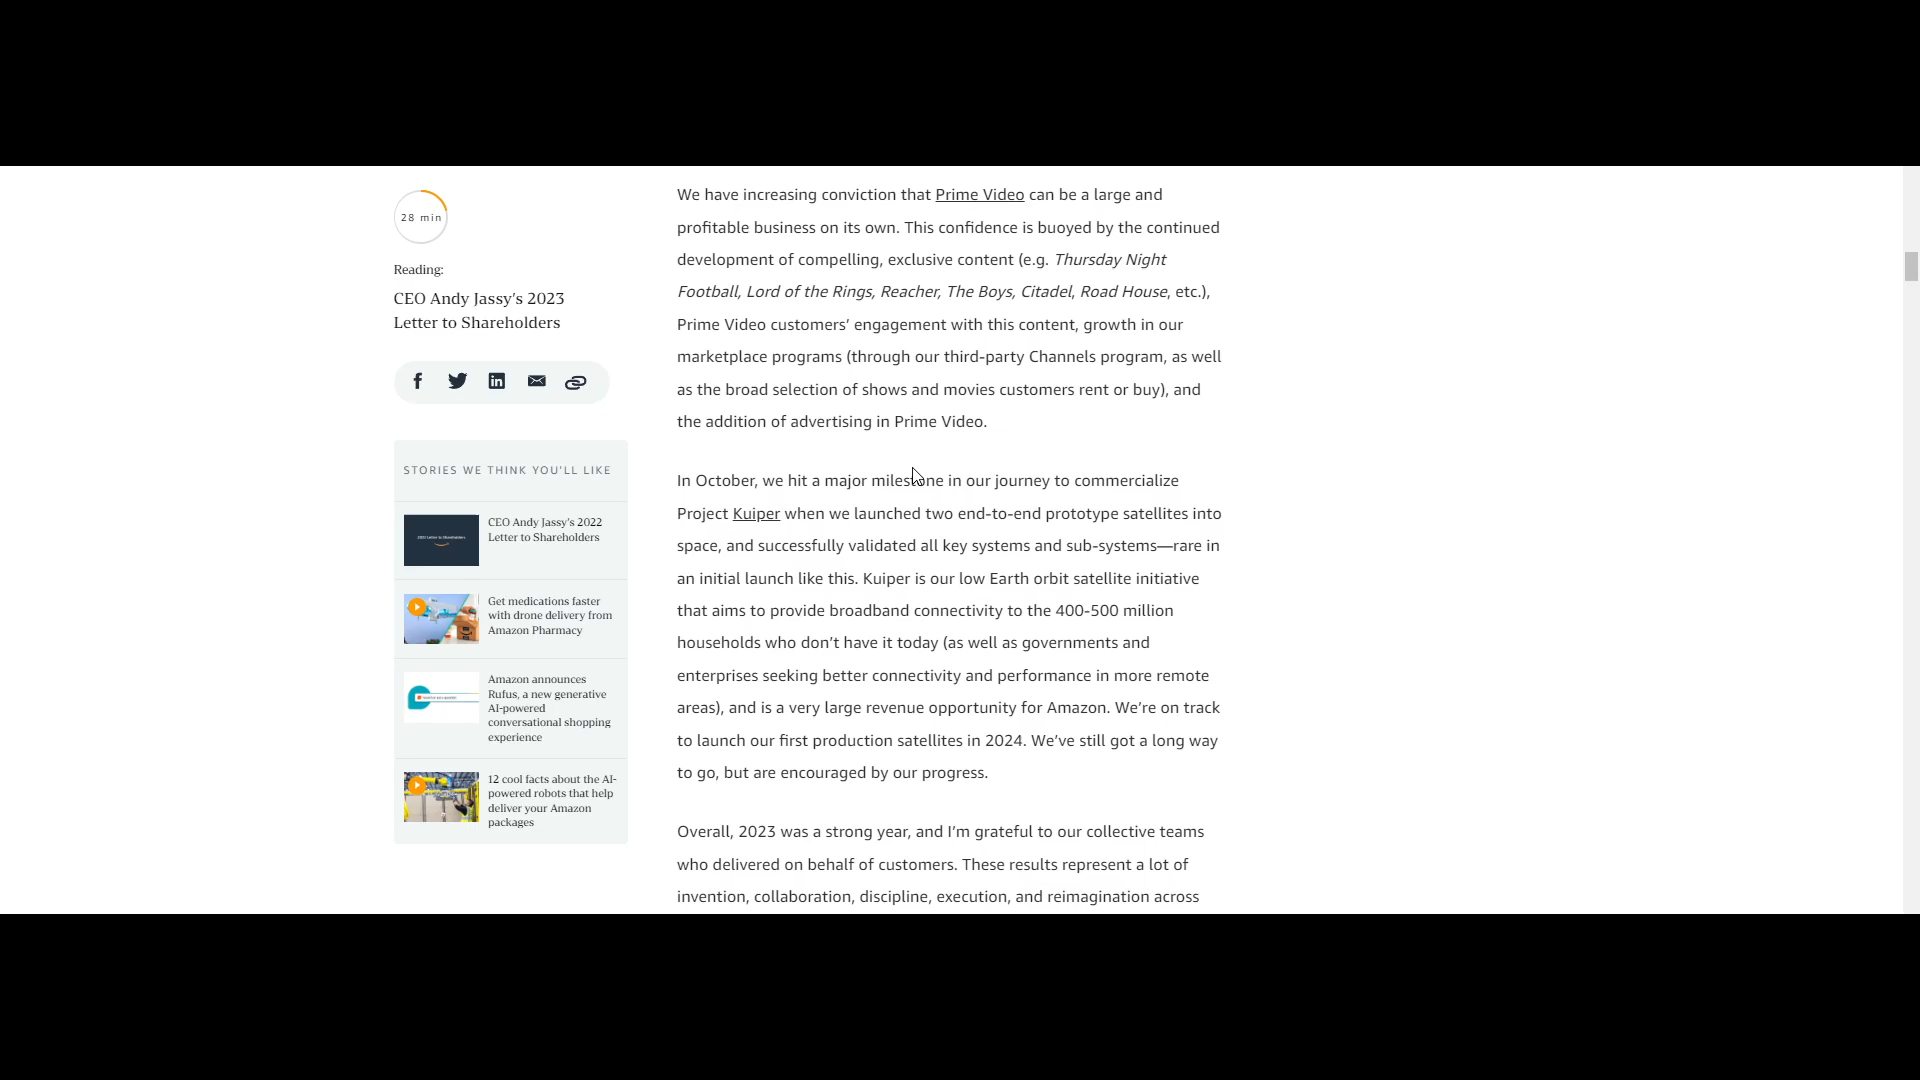 28 min
Reading:
CEO Andy Jassy’s 2023
Letter to Shareholders
STORIES WE THINK YOU'LL LIKE
CEO Andy Jassy’s 2022
Letter to Shareholders
Get medications faster
with drone delivery from
Amazon Pharmacy
Amazon announces
Rufus, a new generative
AI-powered
conversational shopping
experience
12 cool facts about the AI-
powered robots that help
deliver your Amazon
packages
We have increasing conviction that Prime Video can be a large and
profitable business on its own. This confidence is buoyed by the continued
development of compelling, exclusive content (e.g. Thursday Night
Football, Lord of the Rings, Reacher, The Boys, Citadel, Road House, etc.),
Prime Video customers’ engagement with this content, growth in our
marketplace programs (through our third-party Channels program, as well
as the broad selection of shows and movies customers rent or buy), and
the addition of advertising in Prime Video.
In October, we hit a major milestone in our journey to commercialize
Project Kuiper when we launched two end-to-end prototype satellites into
space, and successfully validated all key systems and sub-systems—rare in
an initial launch like this. Kuiper is our low Earth orbit satellite initiative
that aims to provide broadband connectivity to the 400-500 million
households who don’t have it today (as well as governments and
enterprises seeking better connectivity and performance in more remote
areas), and is a very large revenue opportunity for Amazon. We’re on track
to launch our first production satellites in 2024. We’ve still got a long way
to go, but are encouraged by our progress.
Overall, 2023 was a strong year, and I’m grateful to our collective teams
who delivered on behalf of customers. These results represent a lot of
invention, collaboration, discipline, execution, and reimagination across